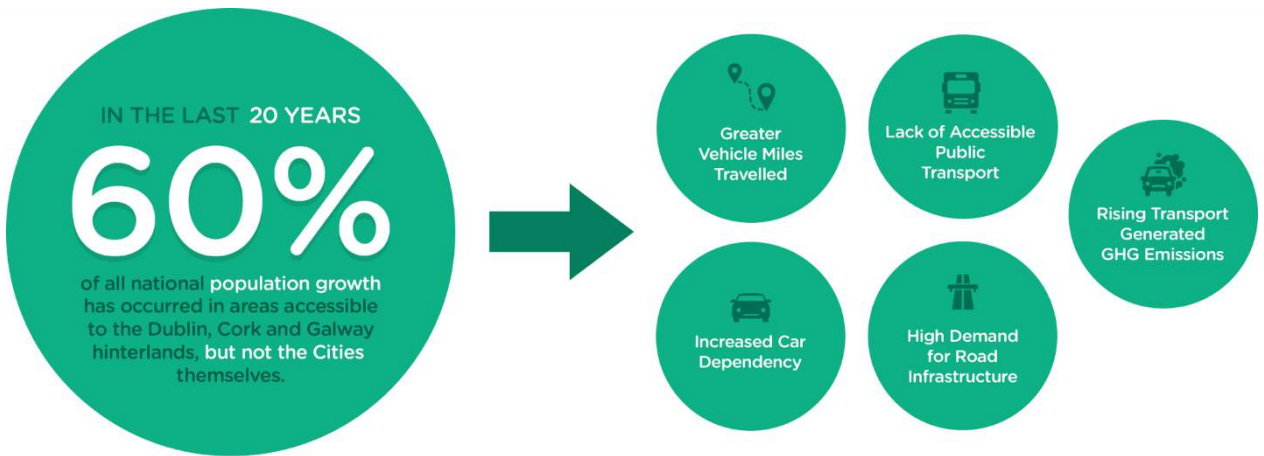 IN THE LAST 20 YEARS
60%
of all national population growth
has occurred in areas accessible
to the Dublin, Cork and Galway
hinterlands, but not the Cities
themselves.
Greater
Vehicle Miles
Travelled
Lack of Accessible
Public
Transport
Rising Transport
Generated
GHG Emissions
Increased Car
Dependency
High Demand
for Road
Infrastructure